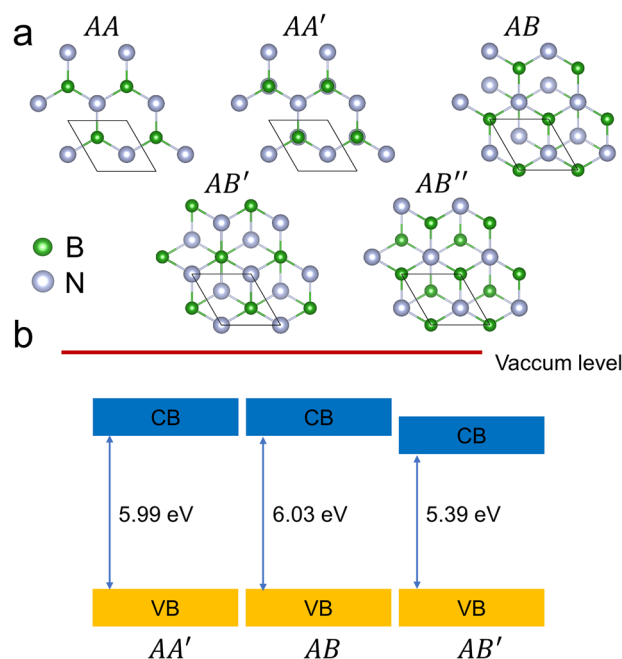 a
AA
AA′
AB
AB′
AB′′
B
N
b
Vaccum level
CB
CB
CB
5.99 eV
6.03 eV
5.39 eV
VB
VB
VB
AA′
AB
AB′